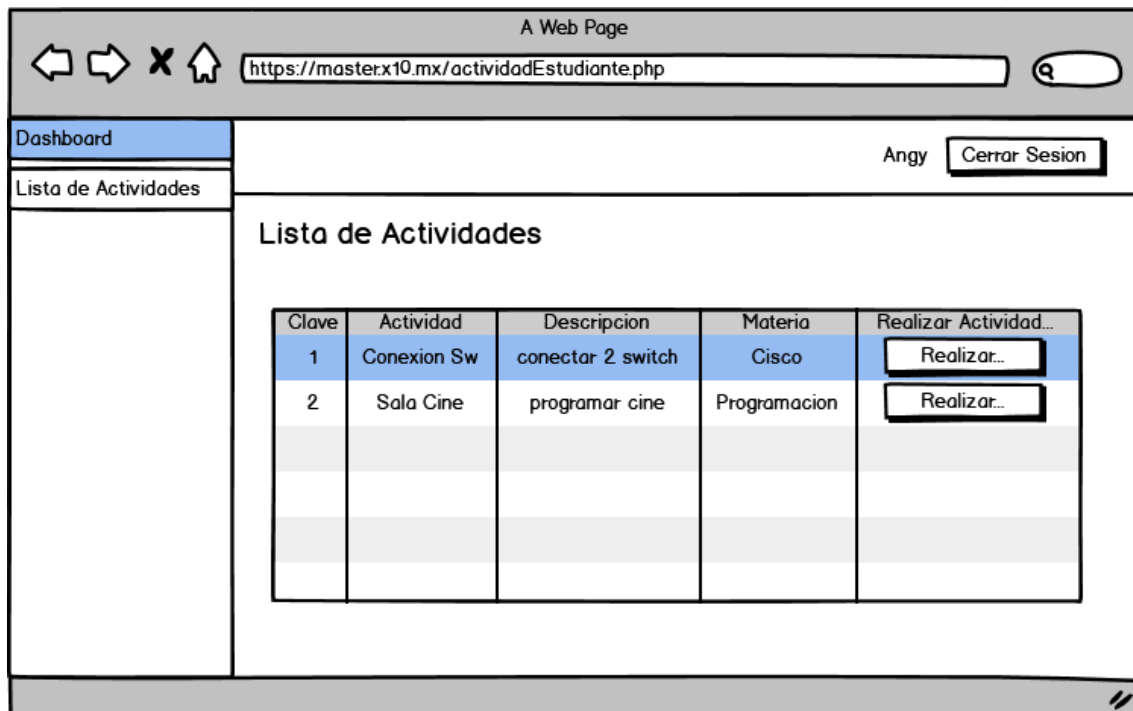 A Web Page
https://master.x10.mx/actividadEstudiante.php
Dashboard
Angy Cerrar Sesion
Lista de Actividades
Lista de Actividades
Clave Actividad Descripcion Materia Realizar Actividad...
1 Conexion Sw conectar 2 switch Cisco Realizar...
2 Sala Cine programar cine Programacion Realizar...